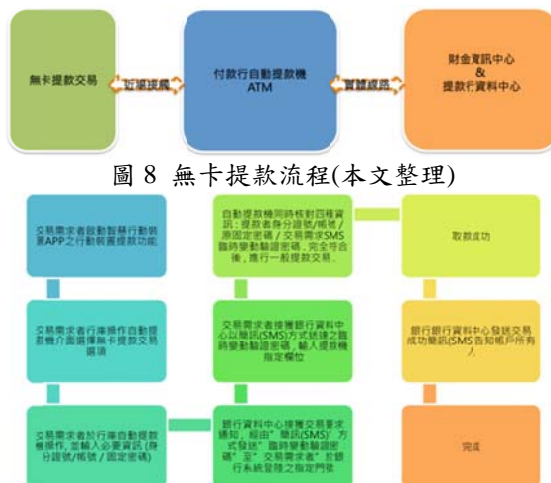 無卡提款交易
近場接觸
付款行自動提款機
ATM
實體線路
財金資訊中心
&
提款行資料中心
圖 8 無卡提款流程(本文整理)
交易需求者啟動智慧行動裝
置APP之行動裝置提款功能
交易需求者行庫操作自動提
款機介面選擇無卡提款交易
選項
交易需求者於行庫自動提款
機操作, 並輸入必要資訊 (身
分證號/帳號 / 固定密碼)
銀行資料中心接獲交易要求
通知, 經由"簡訊(SMS)"方
式發送"臨時變動驗證密
碼"至"交易需求者"於銀
行系統登陸之指定門號
交易需求者接獲銀行資料中
心以簡訊(SMS)方式送達之臨
時變動驗證密碼, 輸入提款機
指定欄位
自動提款機同時核對四種資
訊 : 提款者身分證號/帳號 /
原固定密碼 / 交易需求SMS
臨時變動驗證密碼, 完全符合
後, 進行一般提款交易.
取款成功
銀行銀行資料中心發送交易
成功簡訊(SMS)告知帳戶所有
人
完成